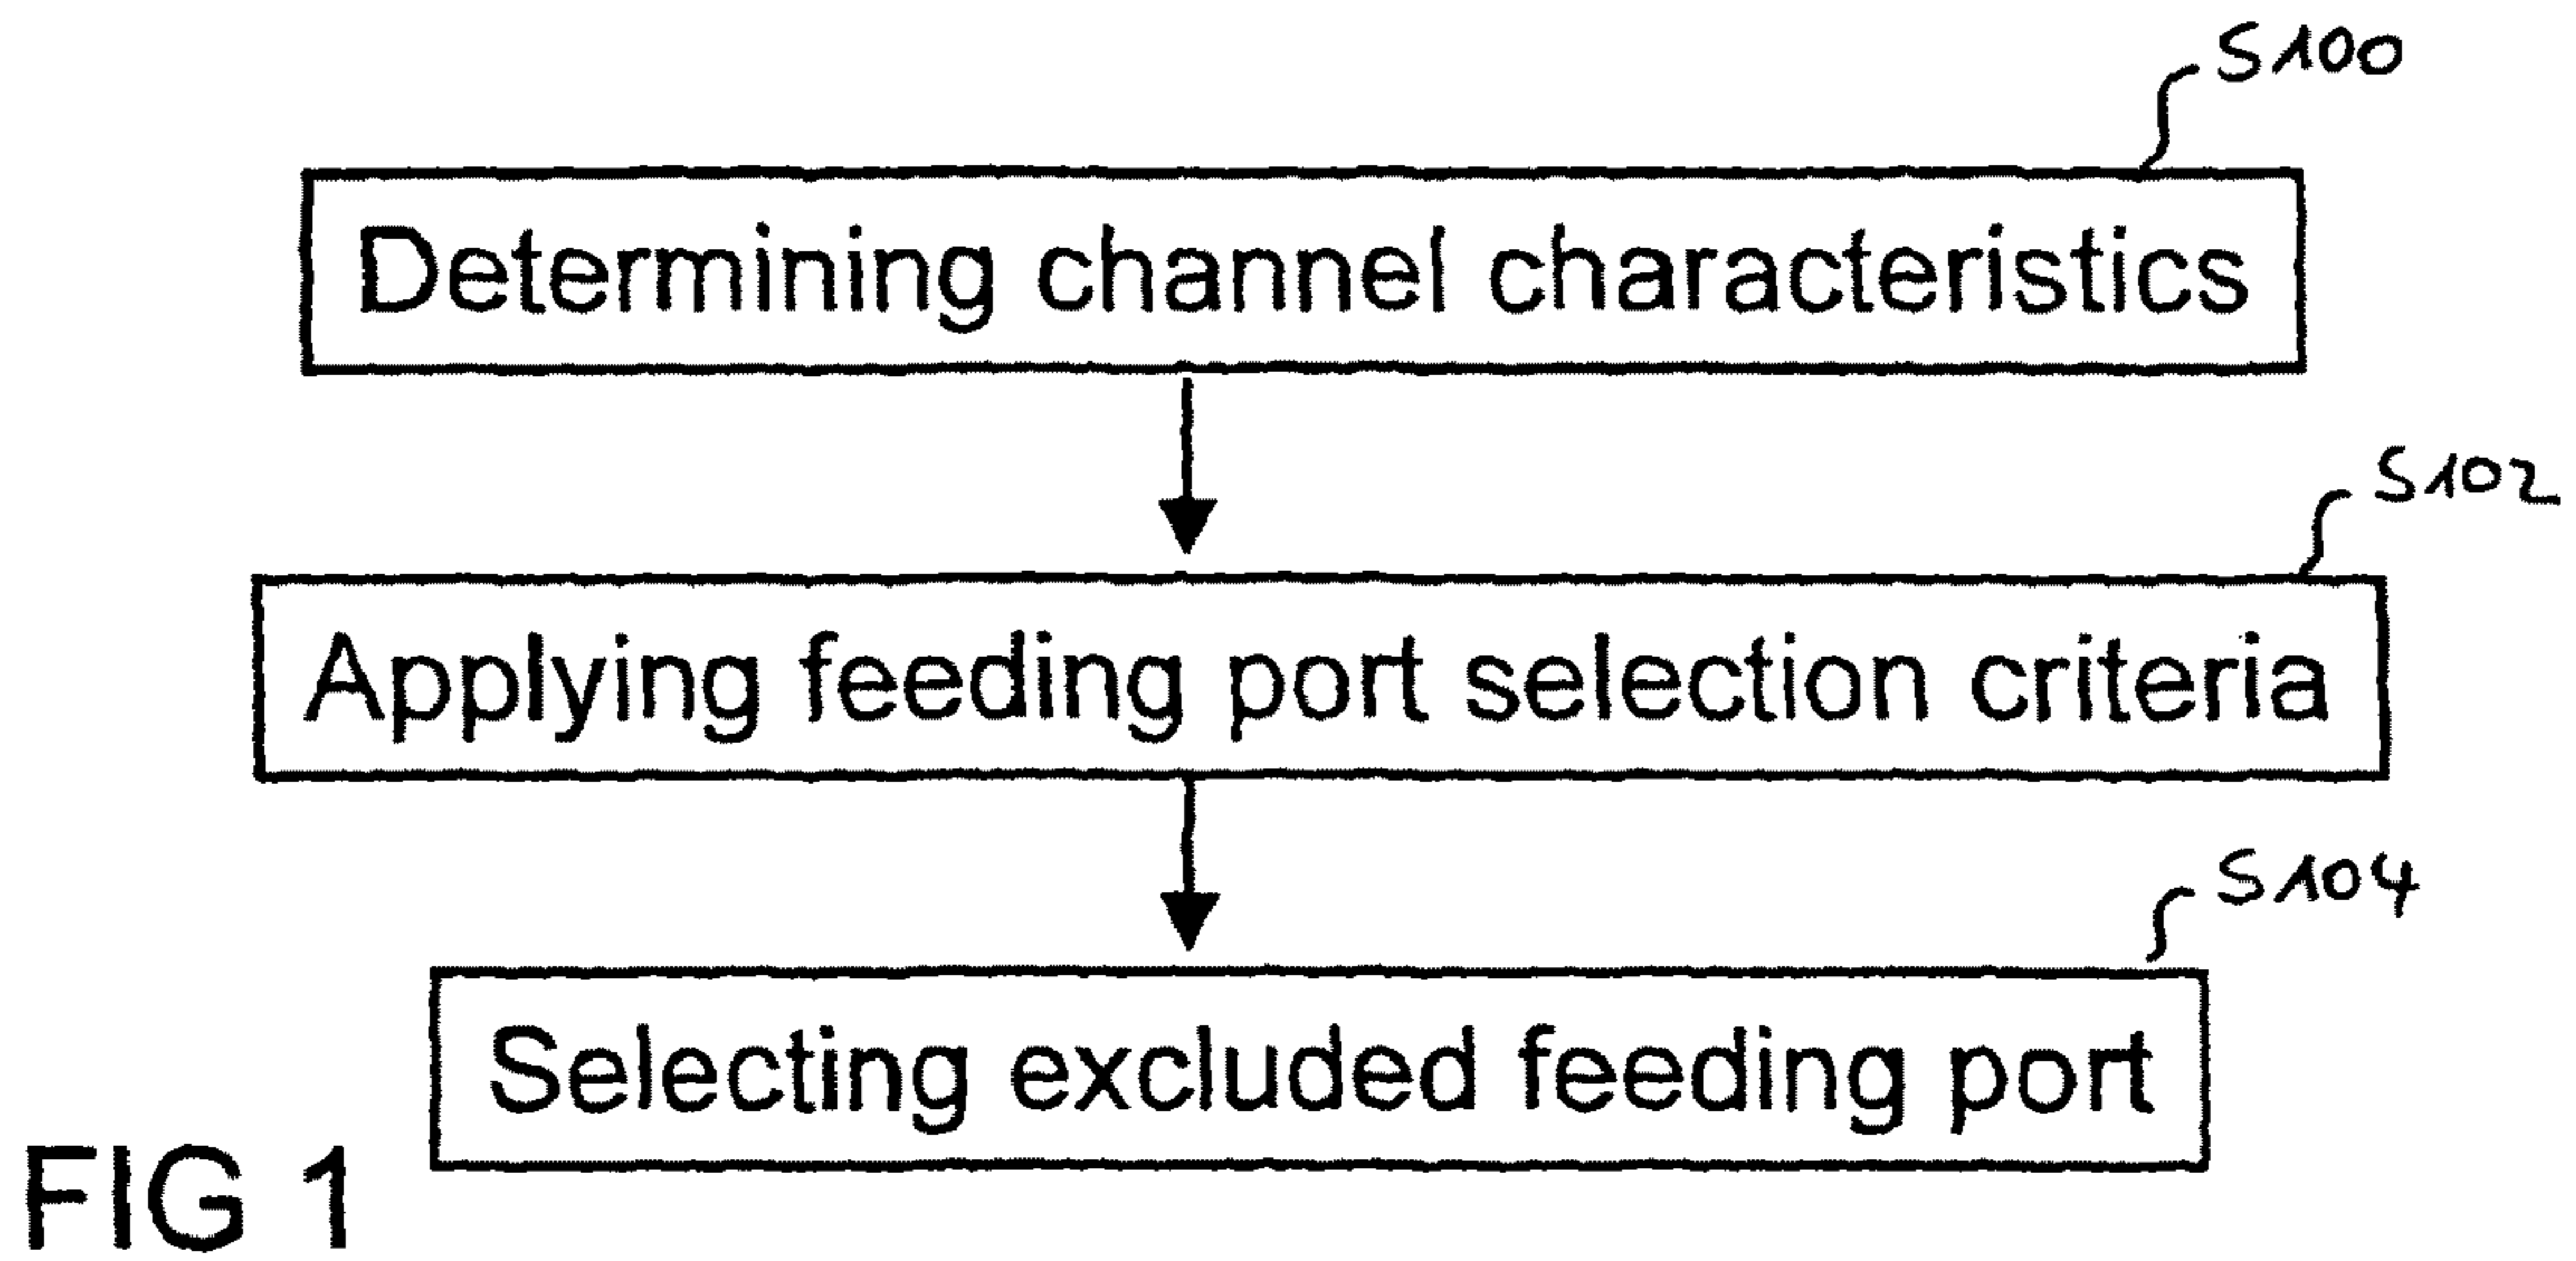 S100
Determining channel characteristics
S102
Applying feeding port selection criteria
S104
Selecting excluded feeding port
FIG 1